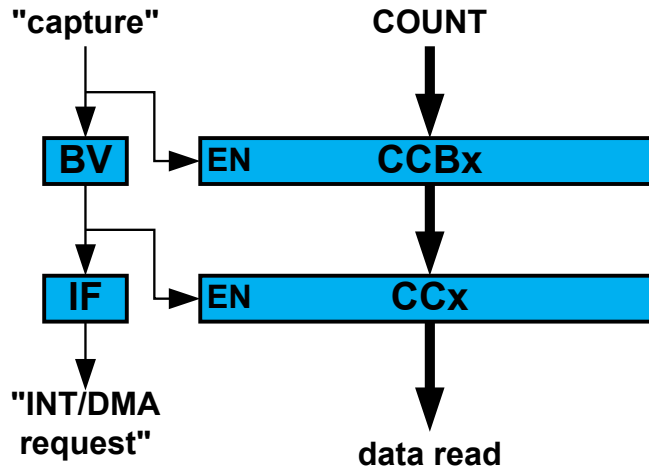 "capture" COUNT
BV EN CCBx
IF EN CCx
"INT/DMA
request"
data read